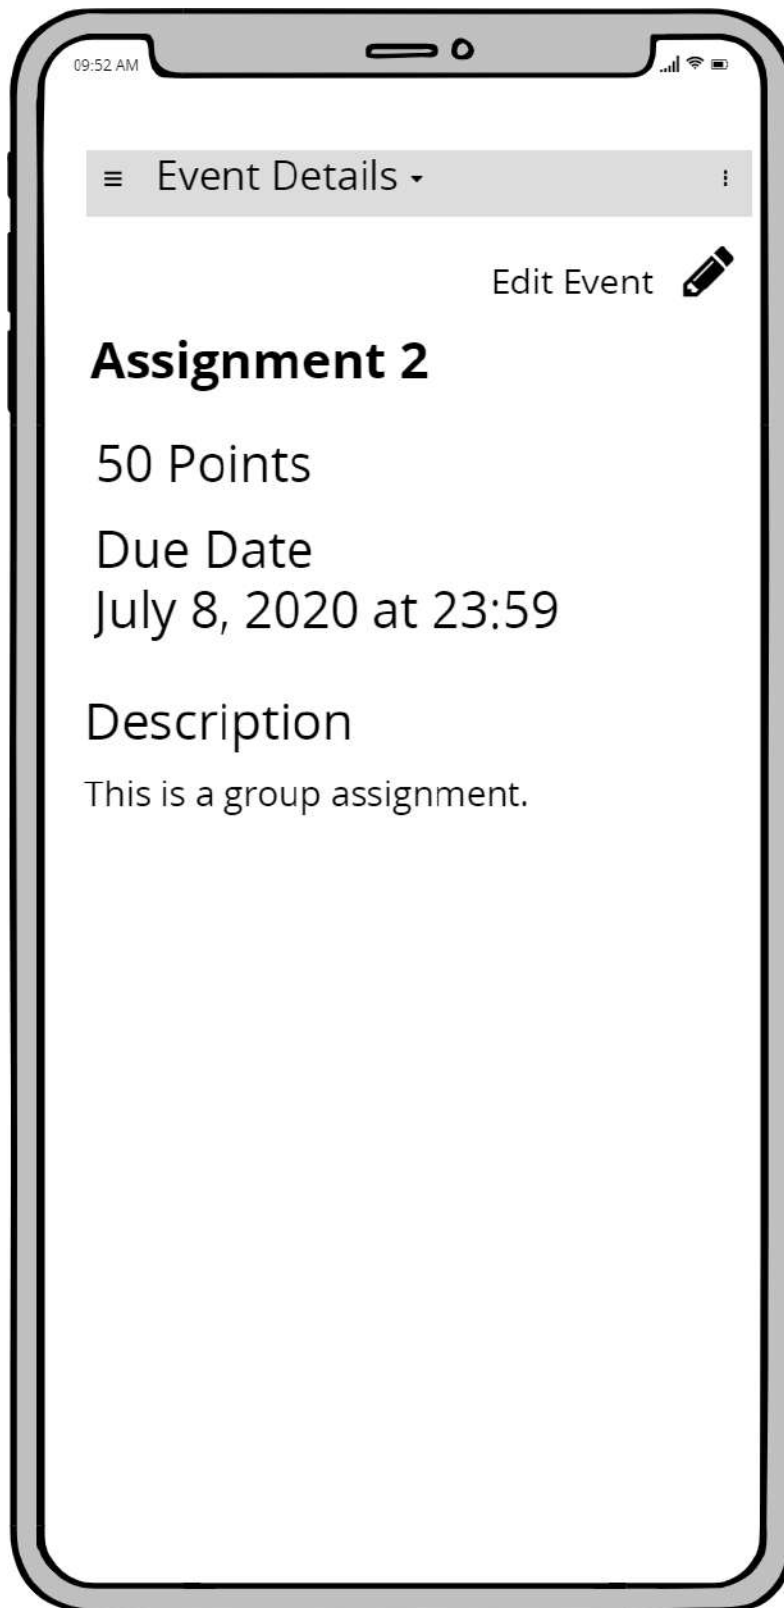 09:52 AM
Event Details
Edit Event
Assignment 2
50 Points
Due Date
July 8, 2020 at 23:59
Description
This is a group assignment.